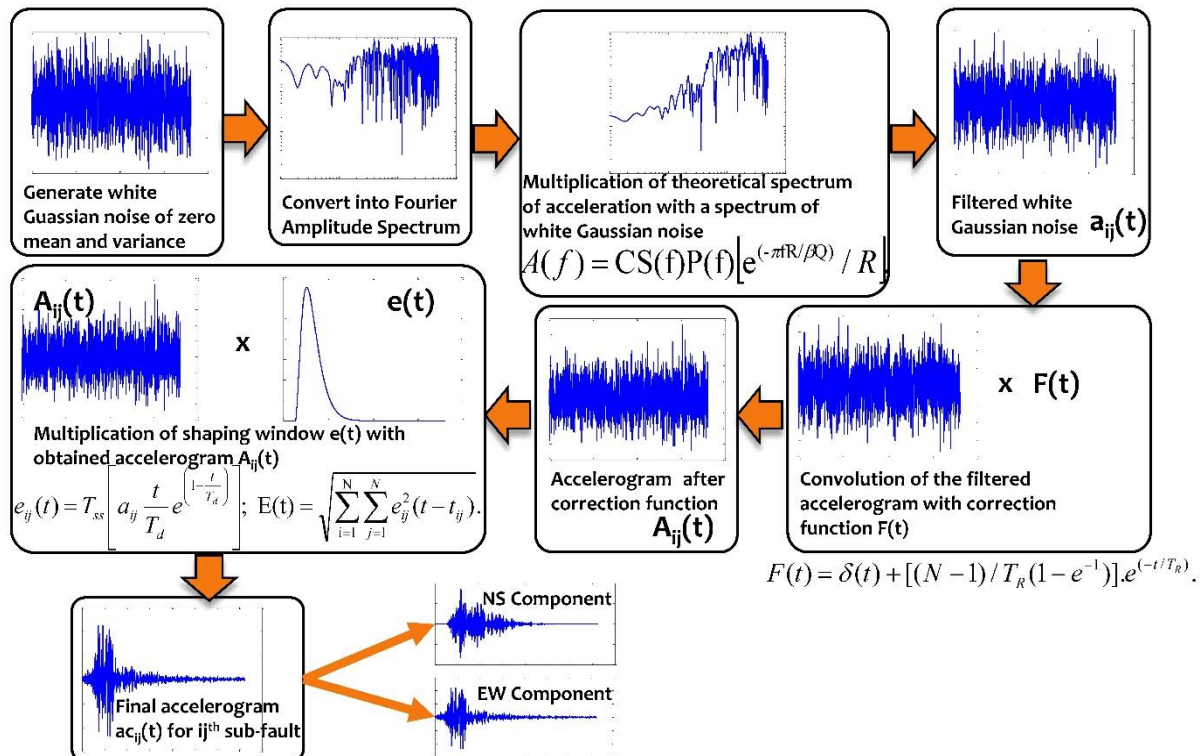 Generate white
Guassian noise of zero
mean and variance
Convert into Fourier
Amplitude Spectrum
Multiplication of theoretical spectrum
of acceleration with a spectrum of
white Gaussian noise
A(f) = CS(f)P(f)[e^(-πfR/βQ) / R].
Filtered white
Gaussian noise a_ij(t)
x F(t)
Convolution of the filtered
accelerogram with correction
function F(t)
F(t) = δ(t) + [(N − 1) / T_R (1 − e^-1)].e^(-t/T_R).
Accelerogram after
correction function
A_ij(t)
A_ij(t) x e(t)
Multiplication of shaping window e(t) with
obtained accelerogram A_ij(t)
e_ij(t) = T_ss [a_ij t/T_d e^(1−t/T_d)]; E(t) = √(∑_{i=1}^{N} ∑_{j=1}^{N} e_ij^2 (t − t_ij)).
Final accelerogram
ac_ij(t) for ij^th sub-fault
NS Component
EW Component